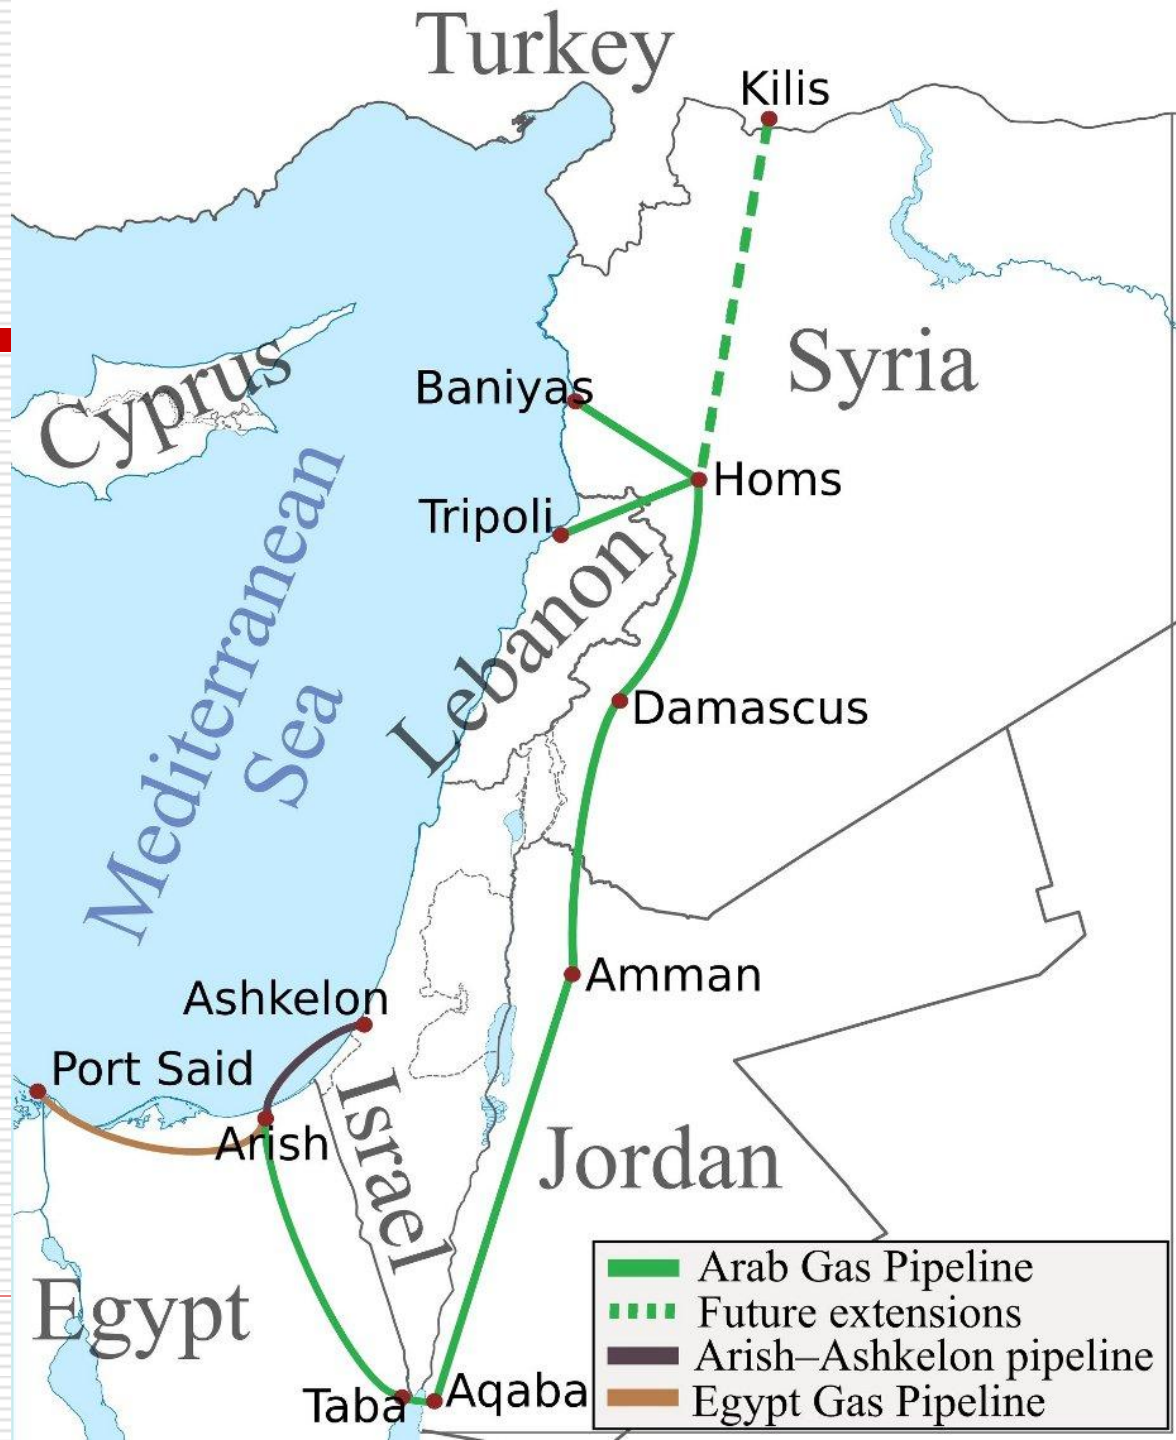 Turkey
Kilis
Syria
Cyprus
Baniyas
Homs
Tripoli
Mediterranean
Sea
Lebanon
Damascus
Amman
Ashkelon
Port Said
Arish
Israel
Jordan
Egypt
Taba
Aqaba
Arab Gas Pipeline
Future extensions
Arish–Ashkelon pipeline
Egypt Gas Pipeline